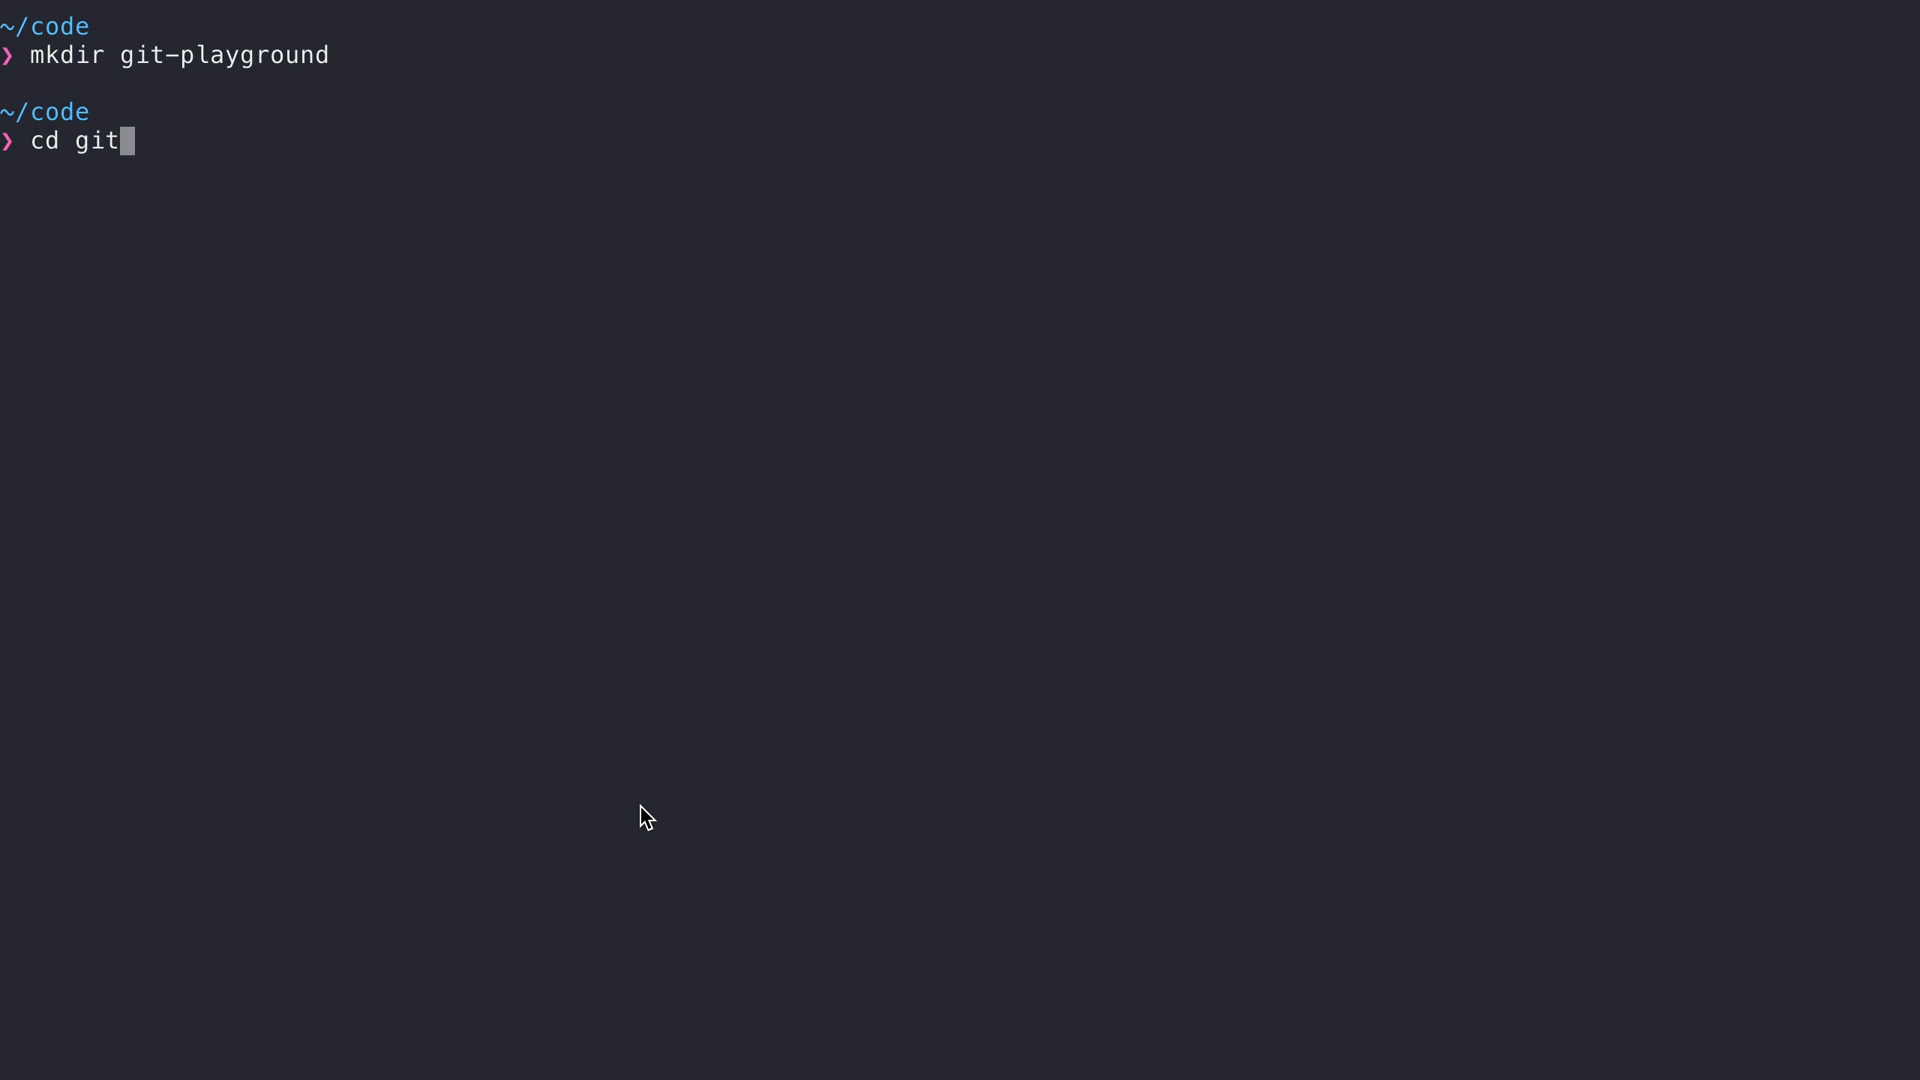 ~/code
❯ mkdir git-playground
~/code
❯ cd git